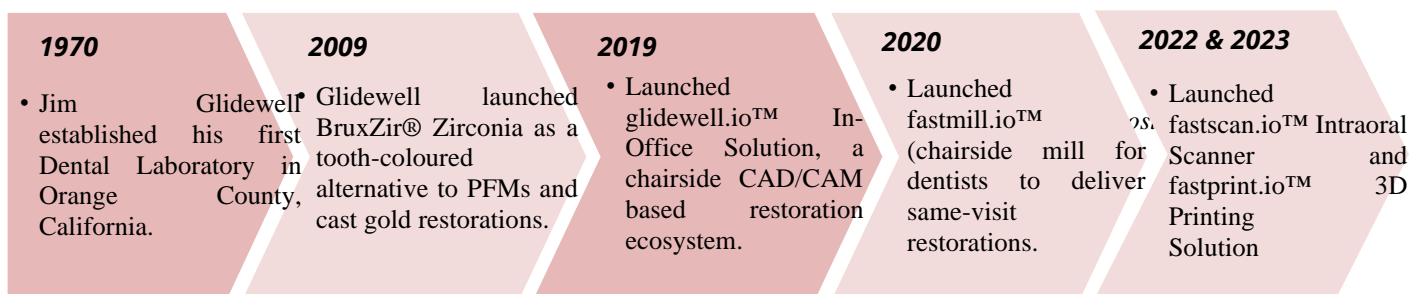 1970
• Jim Glidewell
established his first
Dental Laboratory in
Orange County,
California.
2009
• Glidewell launched
BruxZir® Zirconia as a
tooth-coloured
alternative to PFMs and
cast gold restorations.
2019
• Launched
glidewell.io™ In-
Office Solution, a
chairside CAD/CAM
based restoration
ecosystem.
2020
• Launched
fastmill.io™
(chairside mill for
dentists to deliver
same-visit
restorations.
2022 & 2023
• Launched
fastscan.io™ Intraoral
Scanner and
fastprint.io™ 3D
Printing
Solution